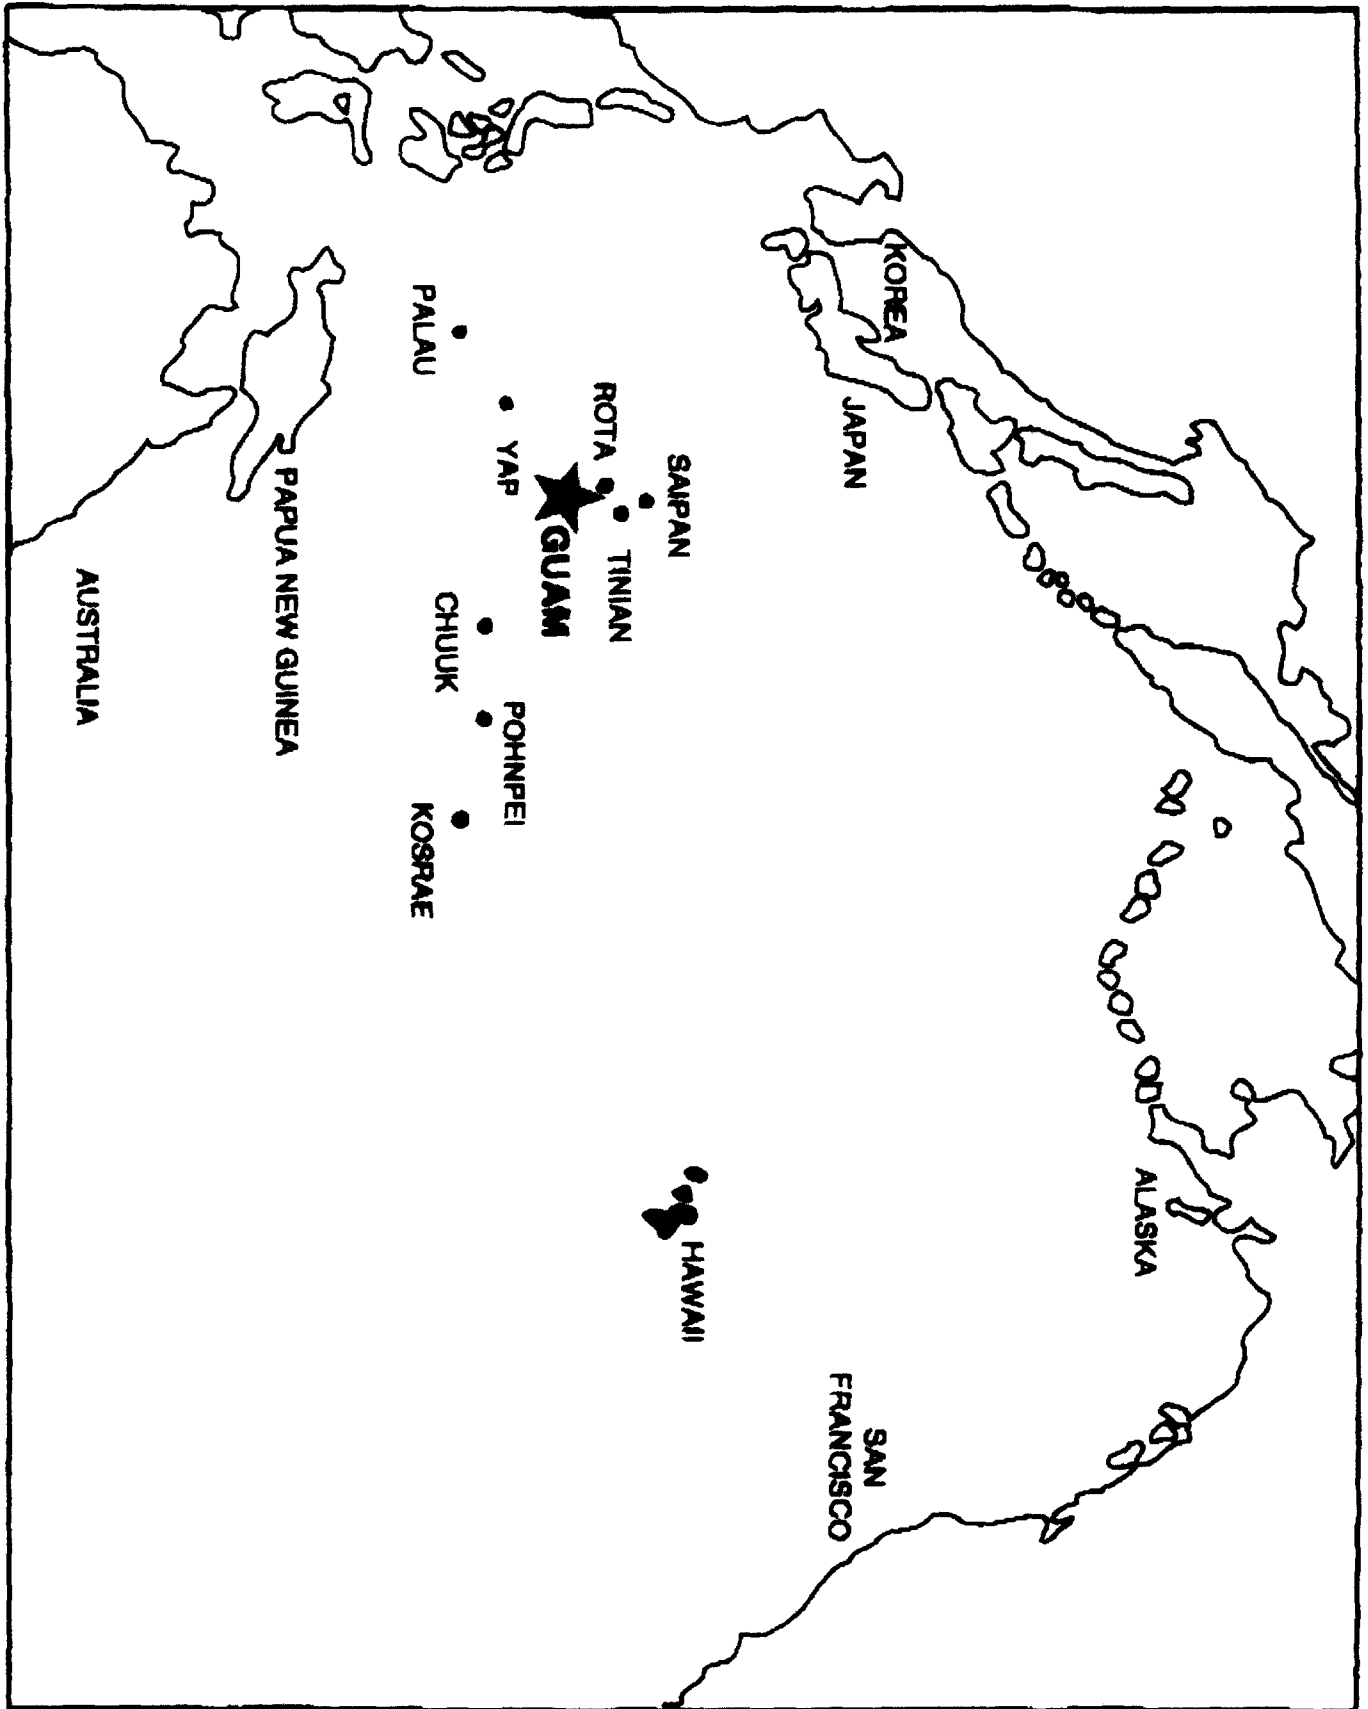 ALASKA
KOREA
JAPAN
SAN
FRANCISCO
HAWAII
SAIPAN
ROTA
TINIAN
GUAM
YAP
PALAU
POHNPEI
CHUUK
KOSRAE
PAPUA NEW GUINEA
AUSTRALIA